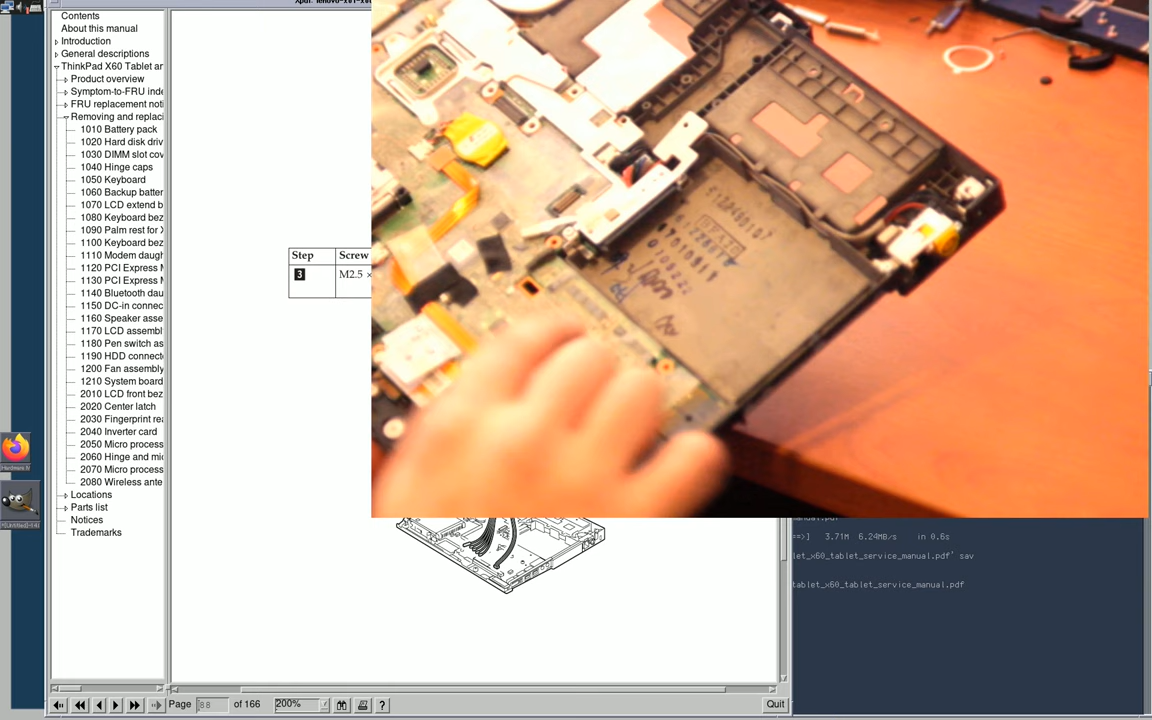 Contents
About this manual
Introduction
General descriptions
ThinkPad X60 Tablet ar
Product overview
Symptom-to-FRU inde
FRU replacement noti
Removing and replaci
1010 Battery pack
1020 Hard disk driv
1030 DIMM slot cov
1040 Hinge caps
1050 Keyboard
1060 Backup batter
1070 LCD extend b
1080 Keyboard bez
1090 Palm rest for X
1100 Keyboard bez
1110 Modem daugh
1120 PCI Express M
1130 PCI Express M
1140 Bluetooth dau
1150 DC-in connec
1160 Speaker asse
1170 LCD assembl
1180 Pen switch as
1190 HDD connect
1200 Fan assembly
1210 System board
2010 LCD front bez
2020 Center latch
2030 Fingerprint rea
2040 Inverter card
2050 Micro process
2060 Hinge and mic
2070 Micro process
2080 Wireless ante
Locations
Parts list
Notices
Trademarks
Step Screw
3 M2.5 ×
manual.pdf
==>] 3.71M 6.24MB/s in 0.6s
let_x60_tablet_service_manual.pdf' sav
tablet_x60_tablet_service_manual.pdf
Page 88 of 166 200% ? Quit